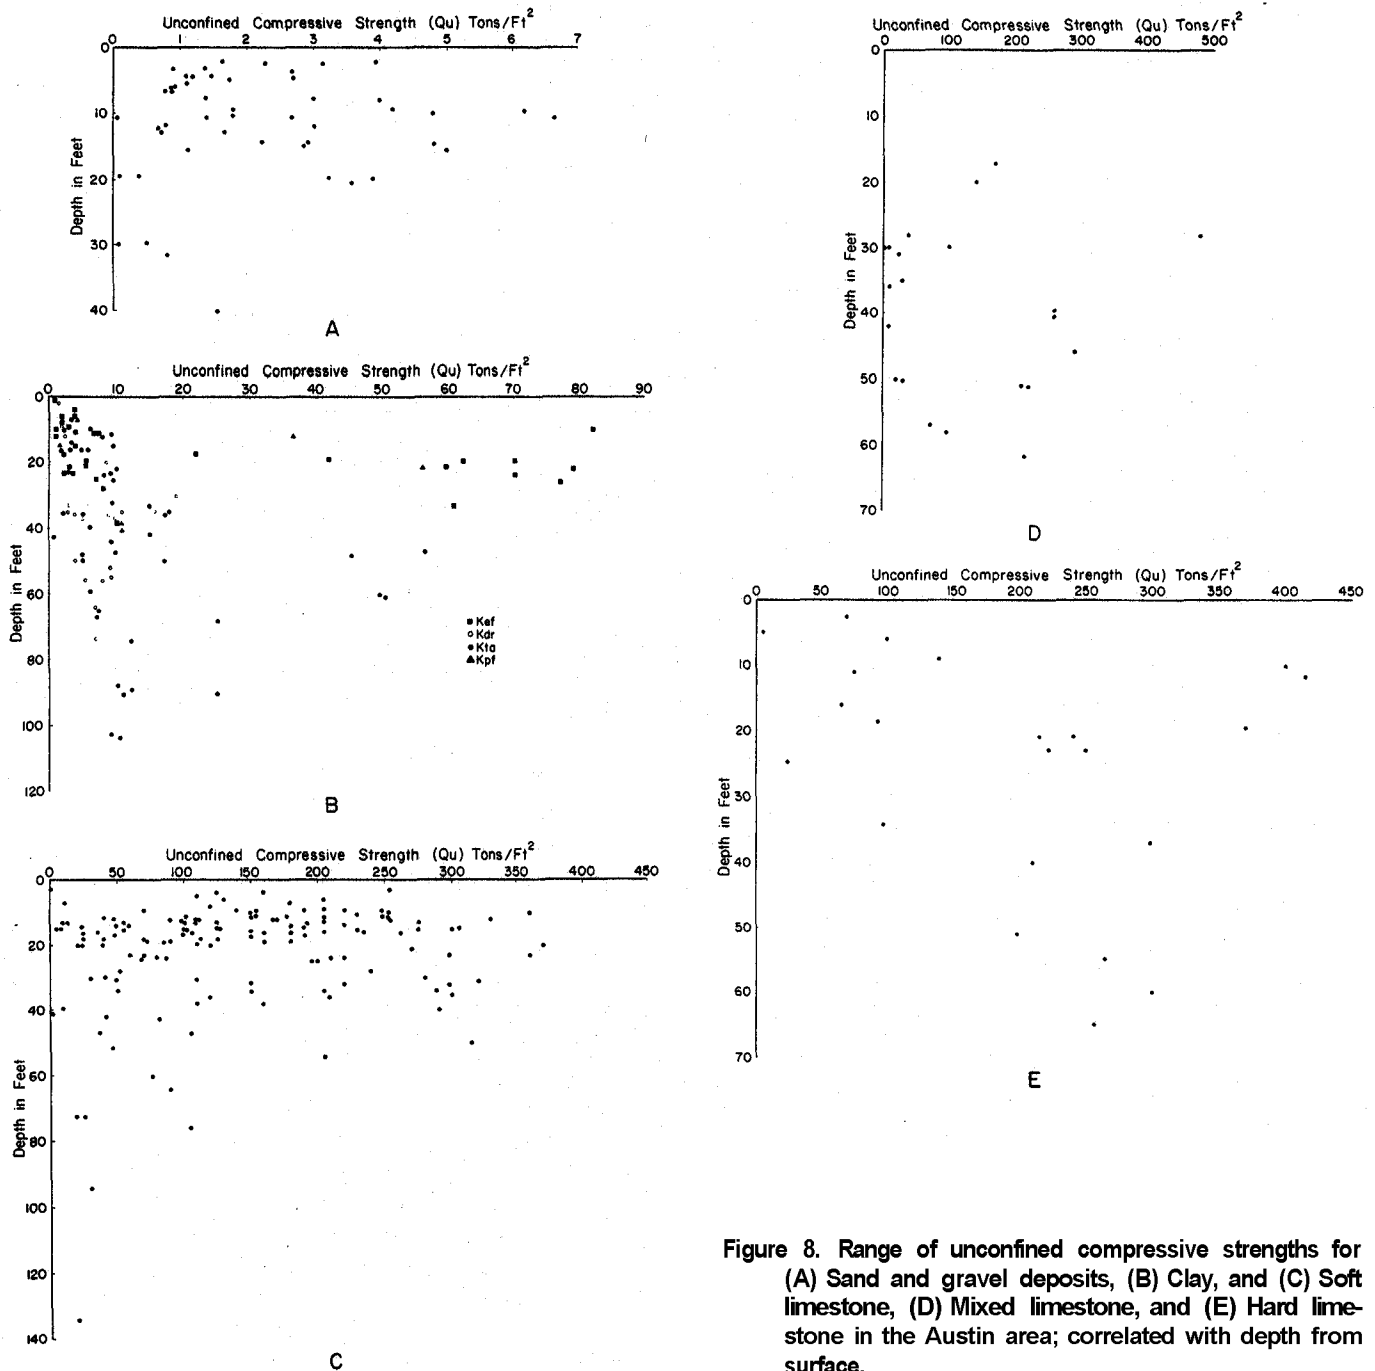 Unconfined Compressive Strength (Qu) Tons/Ft2
0 1 2 3 4 5 6 7
0
10
20
30
40
Depth in Feet
A
Unconfined Compressive Strength (Qu) Tons/Ft2
0 10 20 30 40 50 60 70 80 90
0
20
40
60
80
100
120
Depth in Feet
Kef
Kdr
Kta
Kpf
B
Unconfined Compressive Strength (Qu) Tons/Ft2
0 50 100 150 200 250 300 350 400 450
0
20
40
60
80
100
120
140
Depth in Feet
C
Unconfined Compressive Strength (Qu) Tons/Ft2
0 100 200 300 400 500
0
10
20
30
40
50
60
70
Depth in Feet
D
Unconfined Compressive Strength (Qu) Tons/Ft2
0 50 100 150 200 250 300 350 400 450
0
10
20
30
40
50
60
70
Depth in Feet
E
Figure 8. Range of unconfined compressive strengths for
(A) Sand and gravel deposits, (B) Clay, and (C) Soft
limestone, (D) Mixed limestone, and (E) Hard lime-
stone in the Austin area; correlated with depth from
surface.